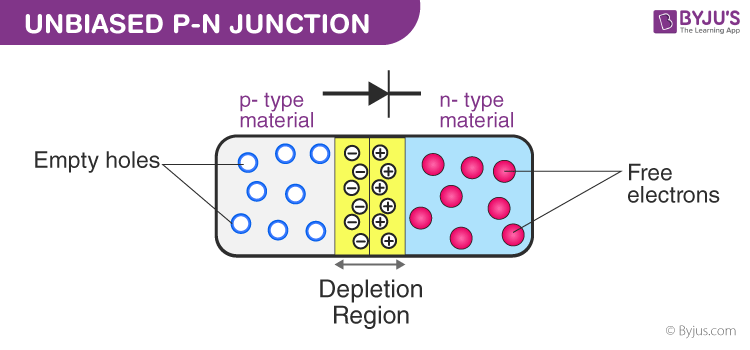 UNBIASED P-N JUNCTION
BYJU'S
The Learning App
p- type
material
n- type
material
Empty holes
Free
electrons
Depletion
Region
© Byjus.com